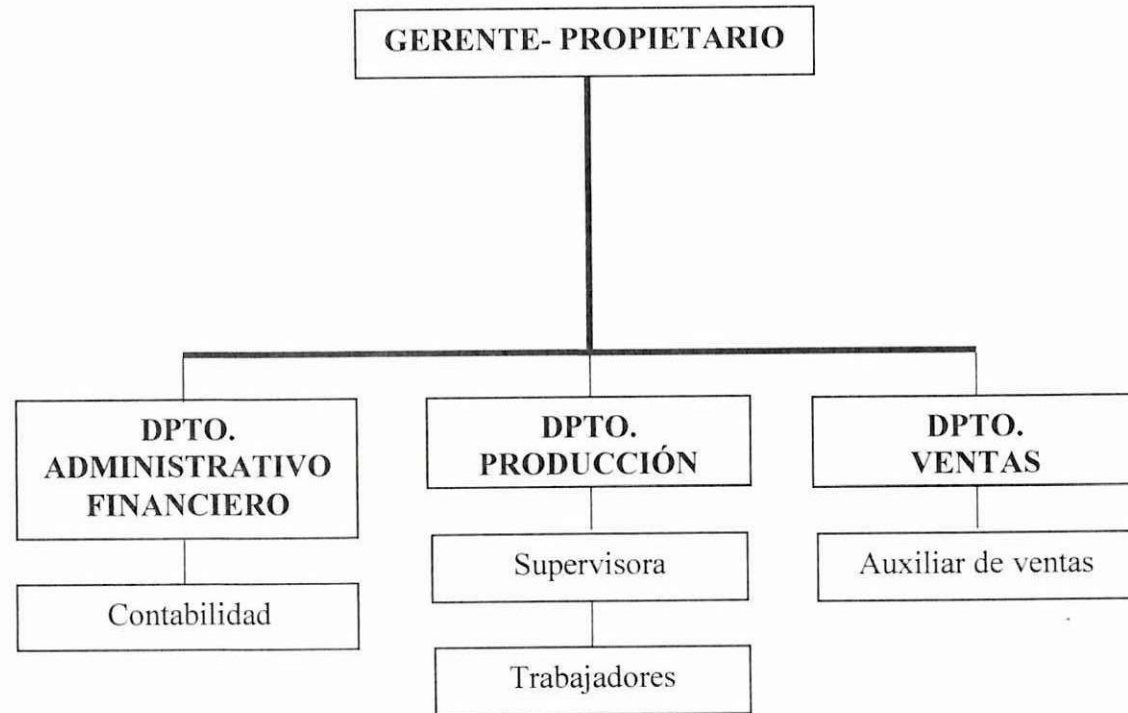 GERENTE- PROPIETARIO
DPTO.
ADMINISTRATIVO
FINANCIERO
Contabilidad
DPTO.
PRODUCCIÓN
Supervisora
Trabajadores
DPTO.
VENTAS
Auxiliar de ventas